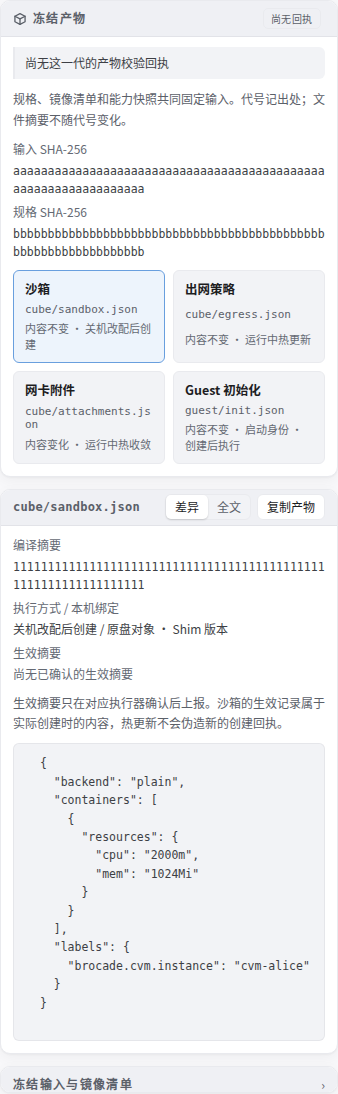 冻结产物
尚无回执
尚无这一代的产物校验回执
规格、镜像清单和能力快照共同固定输入。代号记出处；文
件摘要不随代号变化。
输入 SHA-256
aaaaaaaaaaaaaaaaaaaaaaaaaaaaaaaaaaaaaaaaaaaaa
aaaaaaaaaaaaaaaaaaa
规格 SHA-256
bbbbbbbbbbbbbbbbbbbbbbbbbbbbbbbbbbbbbbbbbbbbb
bbbbbbbbbbbbbbbbbbb
沙箱
cube/sandbox.json
内容不变 · 关机改配后创
建
出网策略
cube/egress.json
内容不变 · 运行中热更新
网卡附件
cube/attachments.js
on
内容变化 · 运行中热收敛
Guest 初始化
guest/init.json
内容不变 · 启动身份 ·
创建后执行
cube/sandbox.json
差异
全文
复制产物
编译摘要
111111111111111111111111111111111111111111111
1111111111111111111
执行方式 / 本机绑定
关机改配后创建 / 原盘对象 · Shim 版本
生效摘要
尚无已确认的生效摘要
生效摘要只在对应执行器确认后上报。沙箱的生效记录属于
实际创建时的内容，热更新不会伪造新的创建回执。
{
"backend": "plain",
"containers": [
{
"resources": {
"cpu": "2000m",
"mem": "1024Mi"
}
}
],
"labels": {
"brocade.cvm.instance": "cvm-alice"
}
}
冻结输入与镜像清单
›